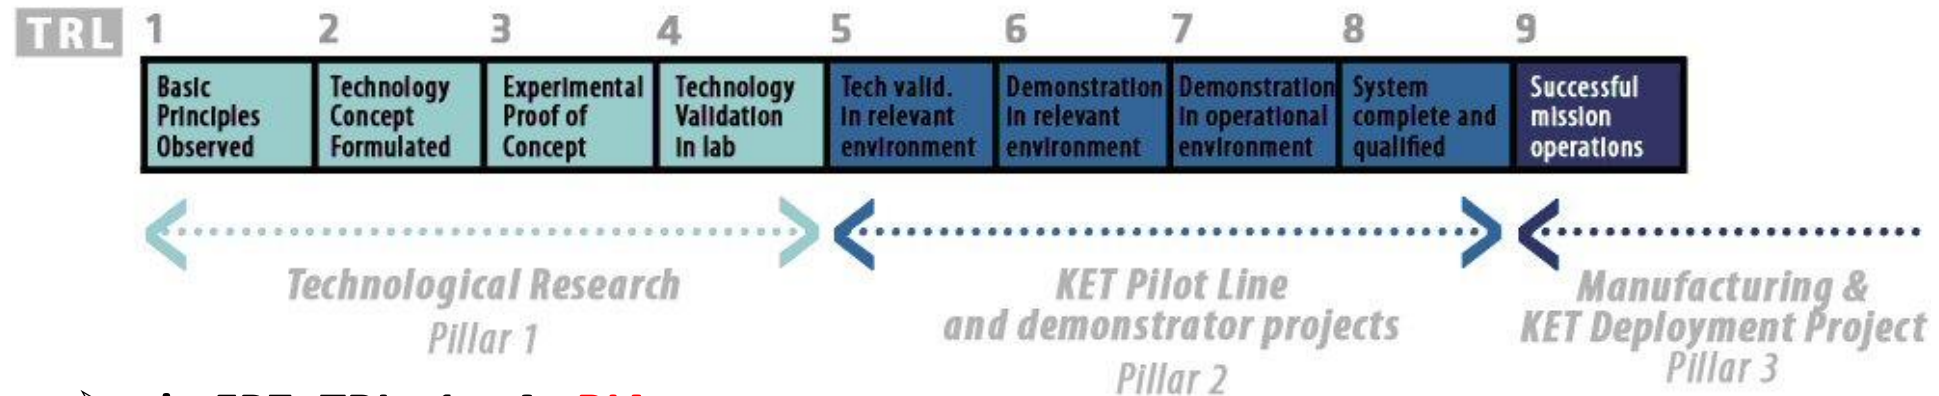 TRL 1 2 3 4 5 6 7 8 9
Basic
Principles
Observed
Technology
Concept
Formulated
Experimental
Proof of
Concept
Technology
Validation
in lab
Tech valid.
in relevant
environment
Demonstration
in relevant
environment
Demonstration
in operational
environment
System
complete and
qualified
Successful
mission
operations
Technological Research
Pillar 1
KET Pilot Line
and demonstrator projects
Pillar 2
Manufacturing &
KET Deployment Project
Pillar 3